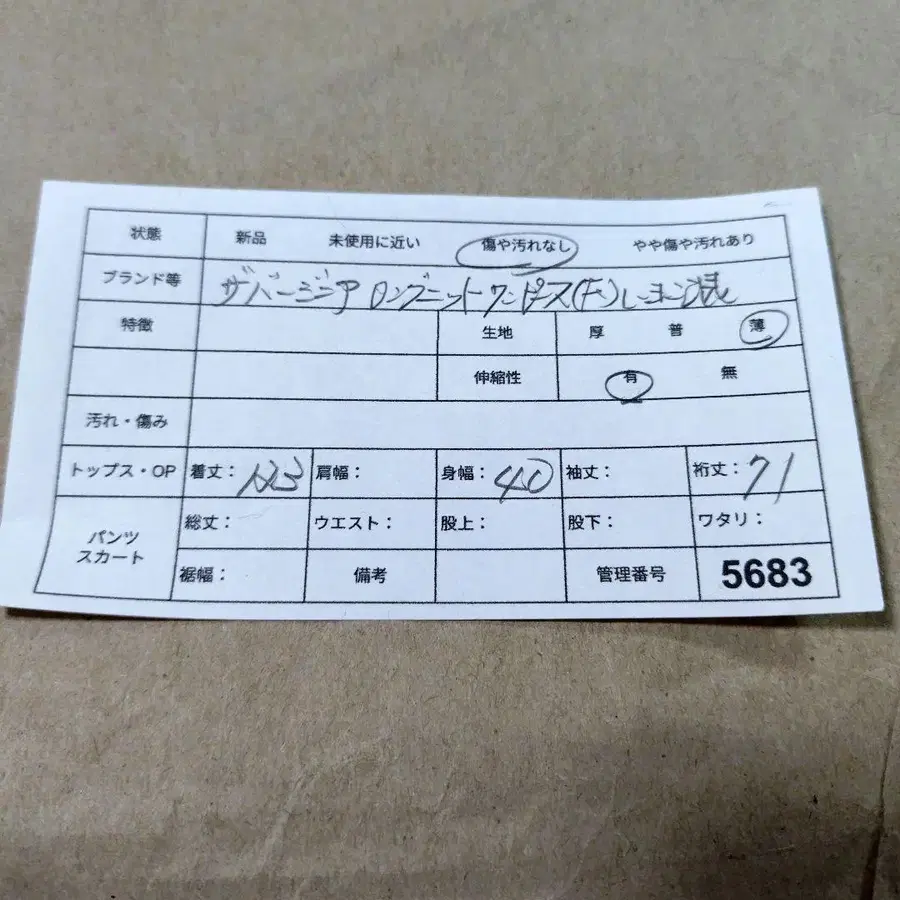 状態 新品 未使用に近い 傷や汚れなし やや傷や汚れあり
ブランド等 ザバージニア ロングニットワンピース(F)レーヨン混
特徴 生地 厚 普 薄
伸縮性 有 無
汚れ・傷み
トップス・OP 着丈: 123 肩幅: 身幅: 40 袖丈: 裄丈: 71
パンツ
スカート
総丈: ウエスト: 股上: 股下: ワタリ:
裾幅: 備考 管理番号 5683